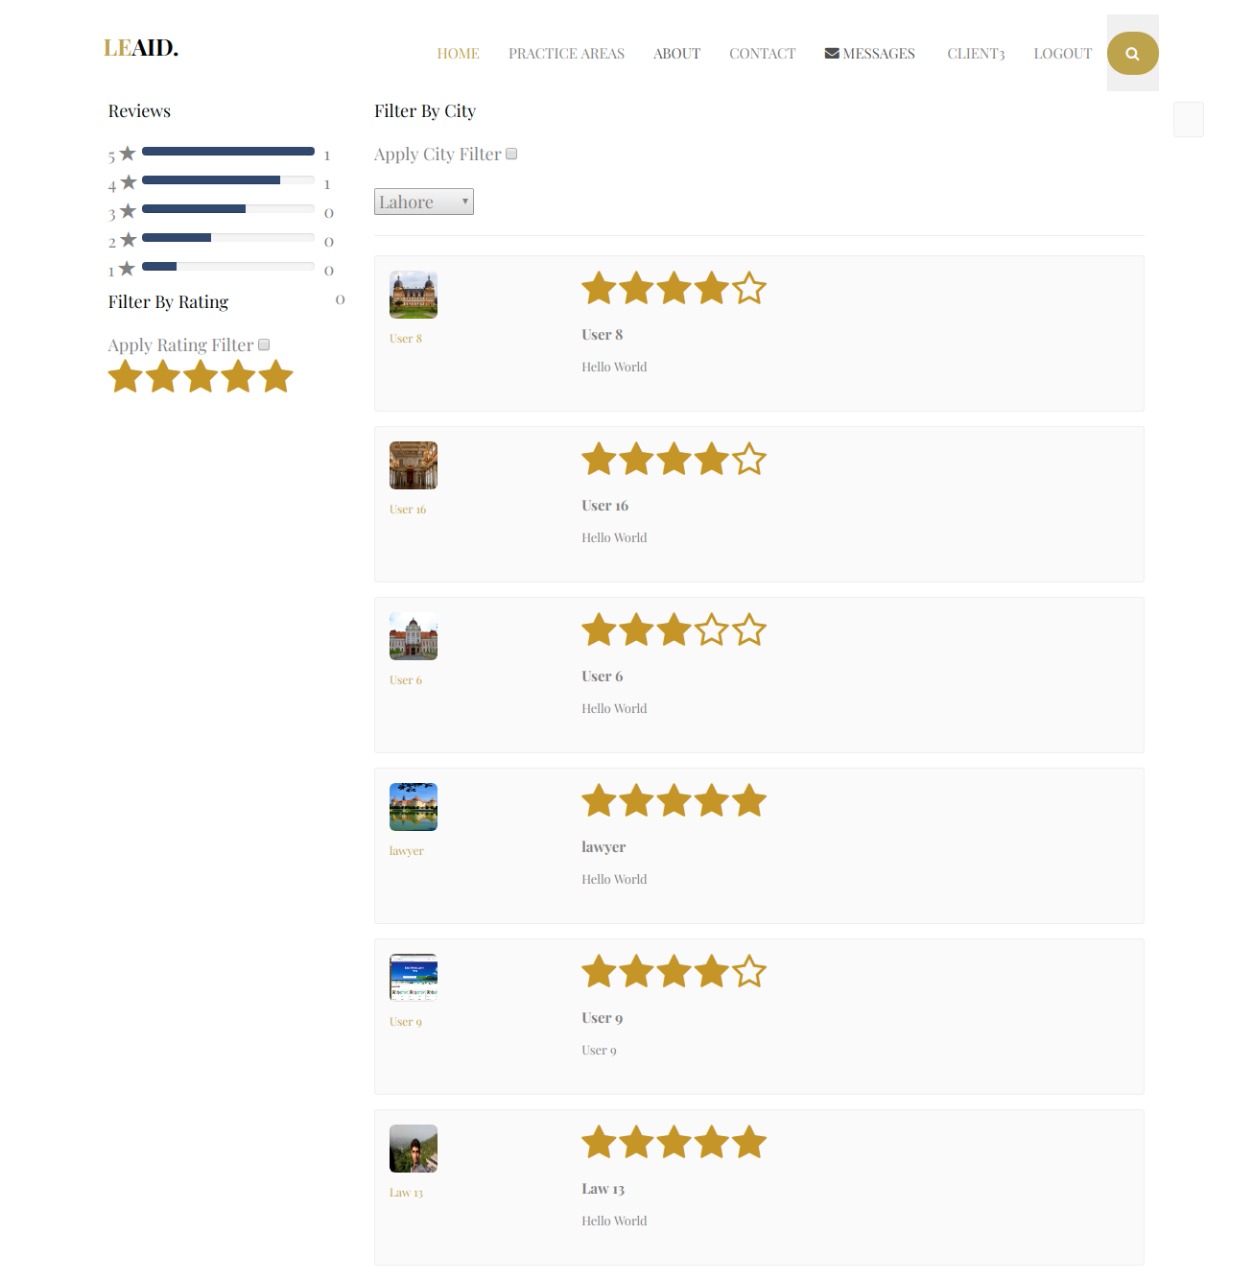 LEAID.
HOME PRACTICE AREAS ABOUT CONTACT MESSAGES CLIENT3 LOGOUT
Reviews
5 ★ 1
4 ★ 1
3 ★ 0
2 ★ 0
1 ★ 0
Filter By Rating 0
Apply Rating Filter
Filter By City
Apply City Filter
Lahore
User 8
User 8
Hello World
User 16
User 16
Hello World
User 6
User 6
Hello World
lawyer
lawyer
Hello World
User 9
User 9
User 9
Law 13
Law 13
Hello World